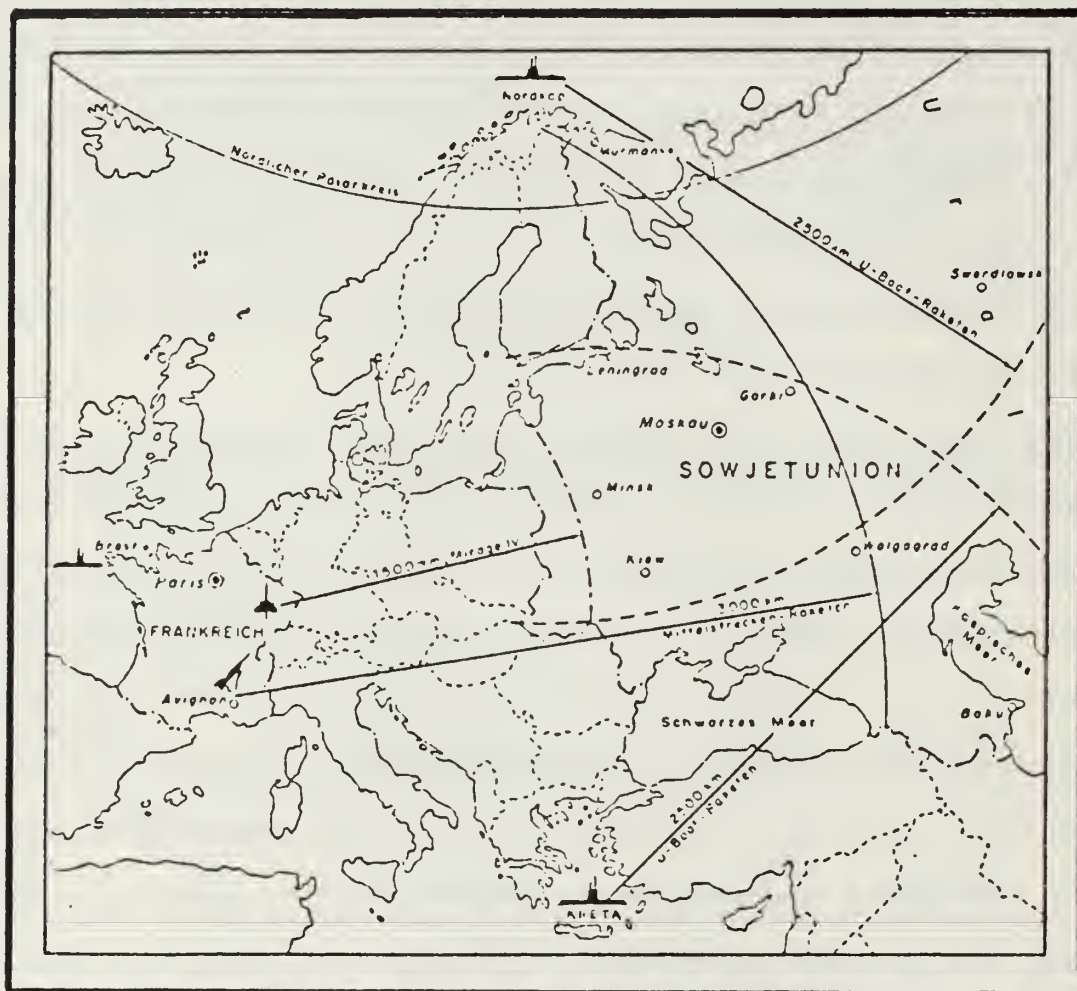 Nordkap
Murmansk
Nördlicher Polarkreis
2500 km, U-Boot-Raketen
Swerdlowsk
Leningrad
Gorki
Moskau
SOWJETUNION
Minsk
Brest
1500 km, Mirage IV
Wolgograd
Paris
Kiew
3000 km
Mittelstrecken-Raketen
FRANKREICH
Kaspisches
Meer
Avignon
Schwarzes Meer
Baku
U-Boot-Raketen
KRETA